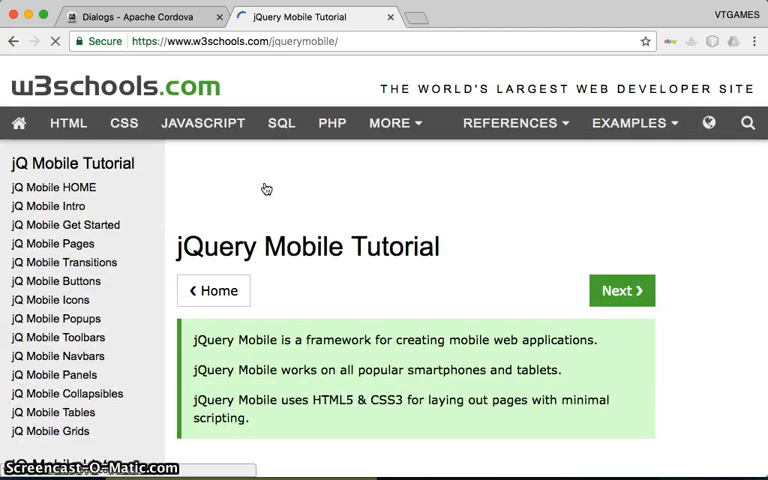 Dialogs - Apache Cordova
jQuery Mobile Tutorial
VTGAMES
Secure
https://www.w3schools.com/jquerymobile/
w3schools.com
THE WORLD'S LARGEST WEB DEVELOPER SITE
HTML CSS JAVASCRIPT SQL PHP MORE REFERENCES EXAMPLES
jQ Mobile Tutorial
jQ Mobile HOME
jQ Mobile Intro
jQ Mobile Get Started
jQ Mobile Pages
jQ Mobile Transitions
jQ Mobile Buttons
jQ Mobile Icons
jQ Mobile Popups
jQ Mobile Toolbars
jQ Mobile Navbars
jQ Mobile Panels
jQ Mobile Collapsibles
jQ Mobile Tables
jQ Mobile Grids
jQuery Mobile Tutorial
❮ Home
Next ❯
jQuery Mobile is a framework for creating mobile web applications.
jQuery Mobile works on all popular smartphones and tablets.
jQuery Mobile uses HTML5 & CSS3 for laying out pages with minimal
scripting.
Screencast-O-Matic.com